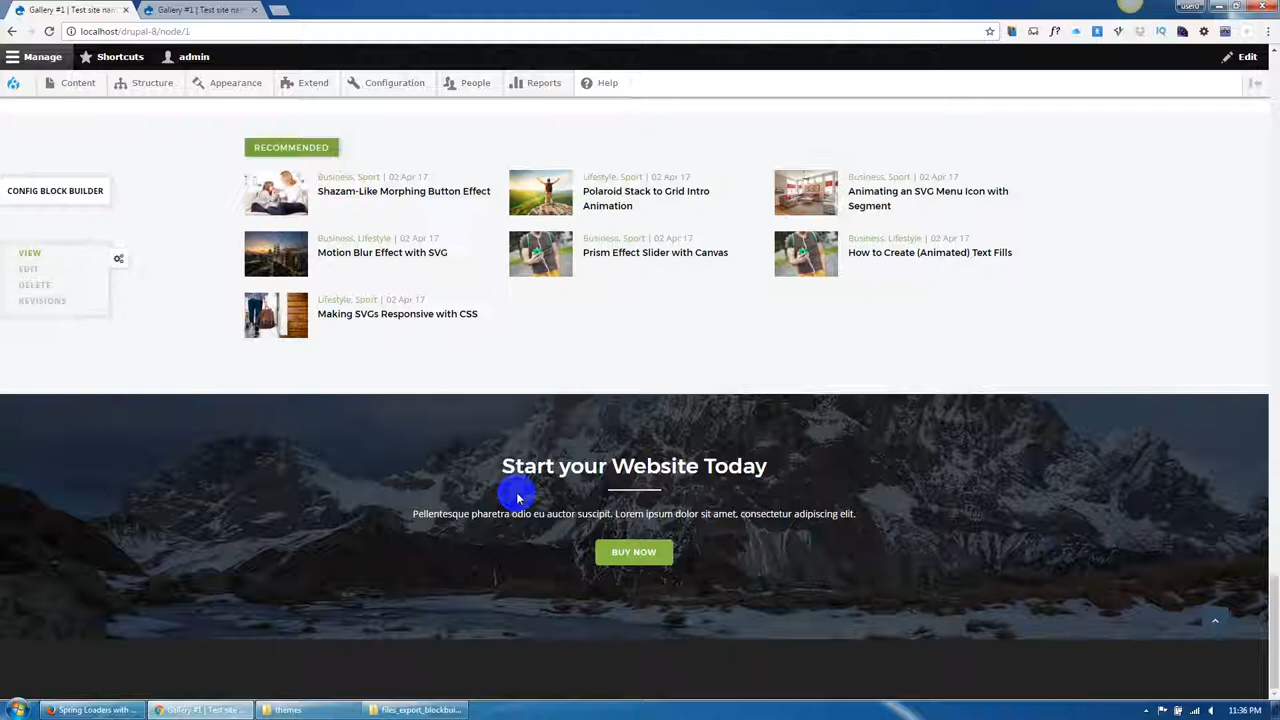 Gallery #1 | Test site nam
Gallery #1 | Test site nam
user0
localhost/drupal-8/node/1
f?
IQ
Manage
Shortcuts
admin
Edit
Content
Structure
Appearance
Extend
Configuration
People
Reports
Help
RECOMMENDED
Business, Sport | 02 Apr 17
Shazam-Like Morphing Button Effect
Lifestyle, Sport | 02 Apr 17
Polaroid Stack to Grid Intro
Animation
Business, Sport | 02 Apr 17
Animating an SVG Menu Icon with
Segment
CONFIG BLOCK BUILDER
Business, Lifestyle | 02 Apr 17
Motion Blur Effect with SVG
Business, Sport | 02 Apr 17
Prism Effect Slider with Canvas
Business, Lifestyle | 02 Apr 17
How to Create (Animated) Text Fills
VIEW
EDIT
DELETE
REVISIONS
Lifestyle, Sport | 02 Apr 17
Making SVGs Responsive with CSS
Start your Website Today
Pellentesque pharetra odio eu auctor suscipit. Lorem ipsum dolor sit amet, consectetur adipiscing elit.
BUY NOW
Spring Loaders with ...
Gallery #1 | Test site ...
themes
files_export_blockbui...
11:36 PM